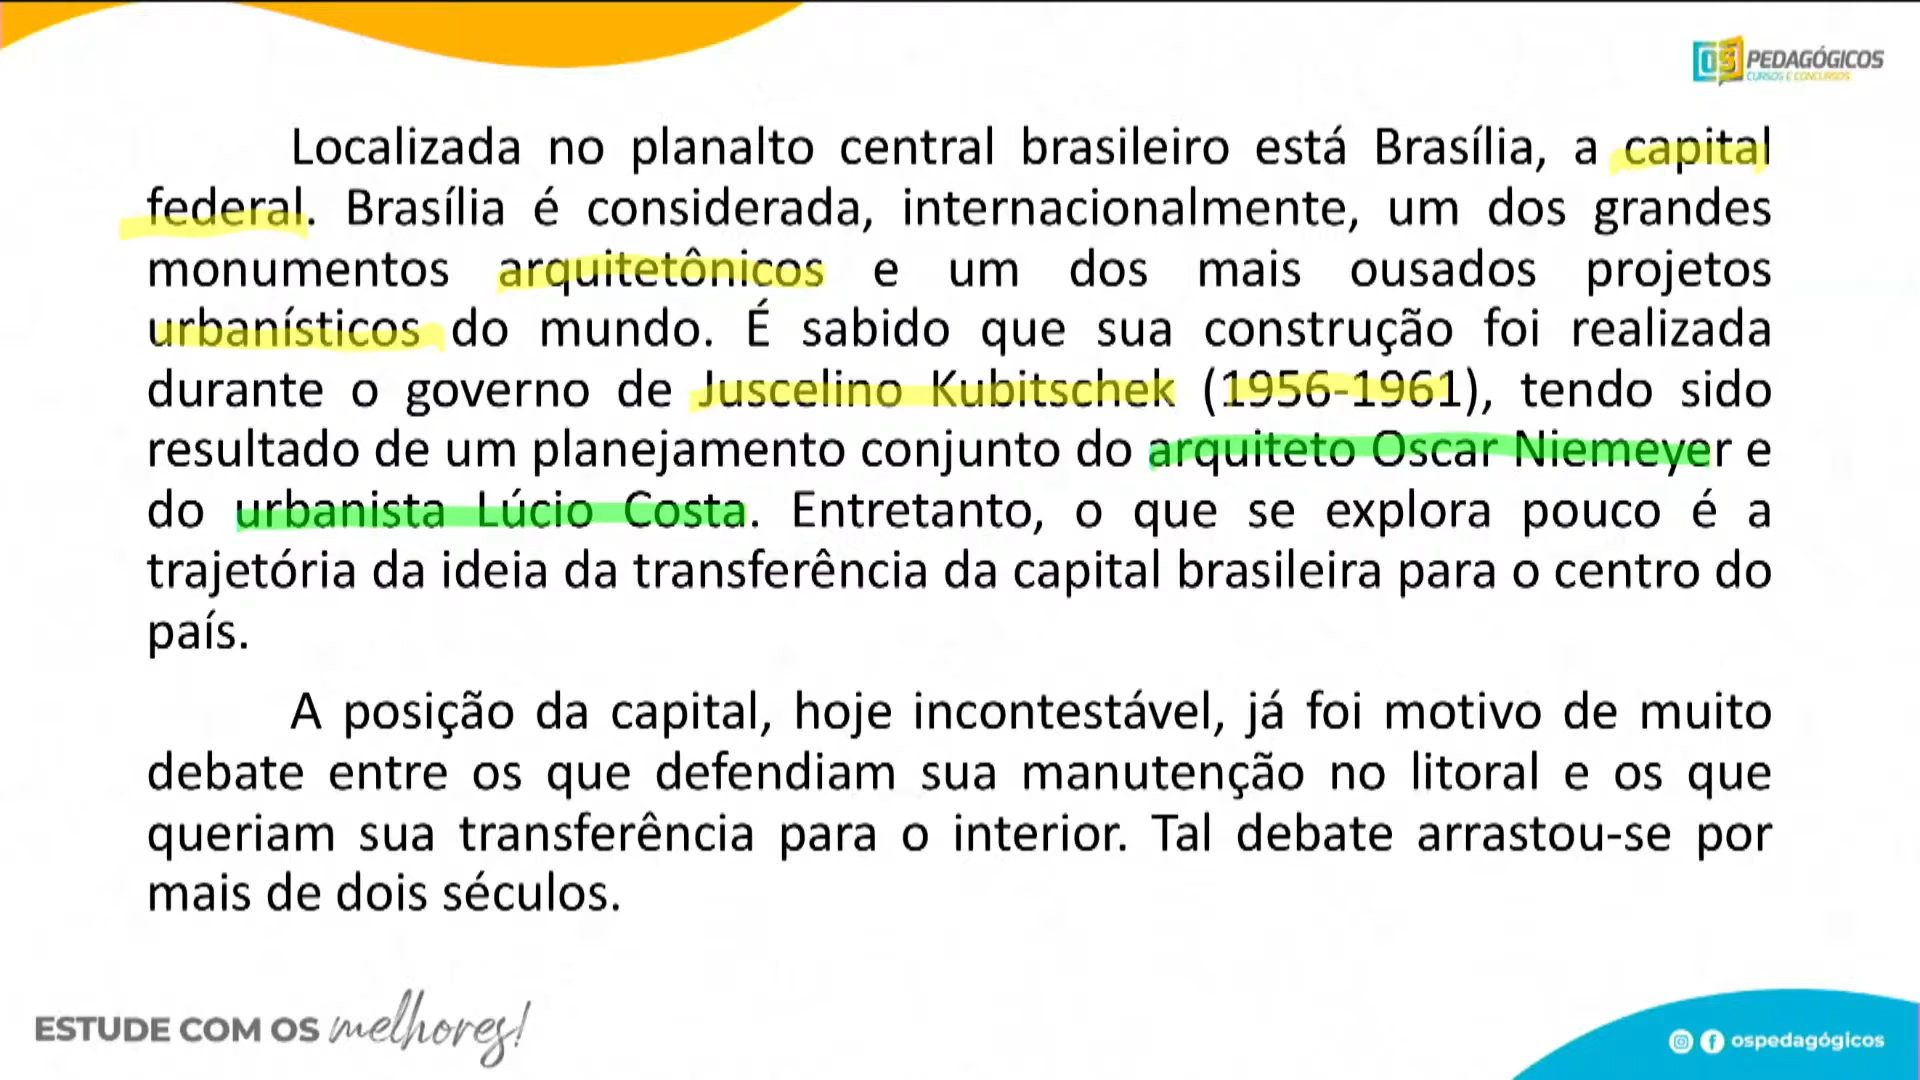 OS PEDAGÓGICOS
CURSOS E CONCURSOS
Localizada no planalto central brasileiro está Brasília, a capital
federal. Brasília é considerada, internacionalmente, um dos grandes
monumentos arquitetônicos e um dos mais ousados projetos
urbanísticos do mundo. É sabido que sua construção foi realizada
durante o governo de Juscelino Kubitschek (1956-1961), tendo sido
resultado de um planejamento conjunto do arquiteto Oscar Niemeyer e
do urbanista Lúcio Costa. Entretanto, o que se explora pouco é a
trajetória da ideia da transferência da capital brasileira para o centro do
país.
A posição da capital, hoje incontestável, já foi motivo de muito
debate entre os que defendiam sua manutenção no litoral e os que
queriam sua transferência para o interior. Tal debate arrastou-se por
mais de dois séculos.
ESTUDE COM OS melhores!
ospedagógicos